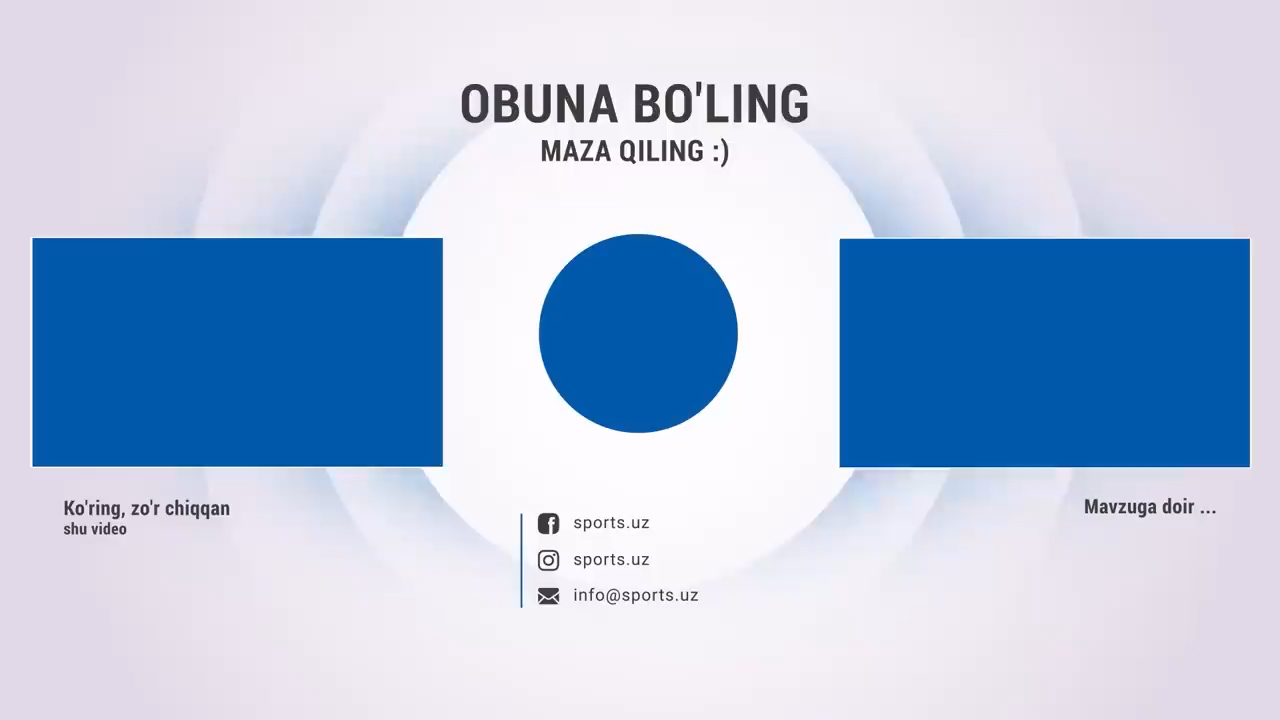 OBUNA BO'LING
MAZA QILING :)
Ko'ring, zo'r chiqqan
shu video
Mavzuga doir ...
sports.uz
sports.uz
info@sports.uz